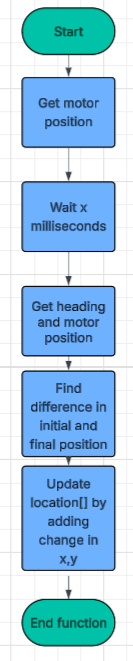 Start
Get motor
position
Wait x
milliseconds
Get heading
and motor
position
Find
difference in
initial and
final position
Update
location[] by
adding
change in
x,y
End function